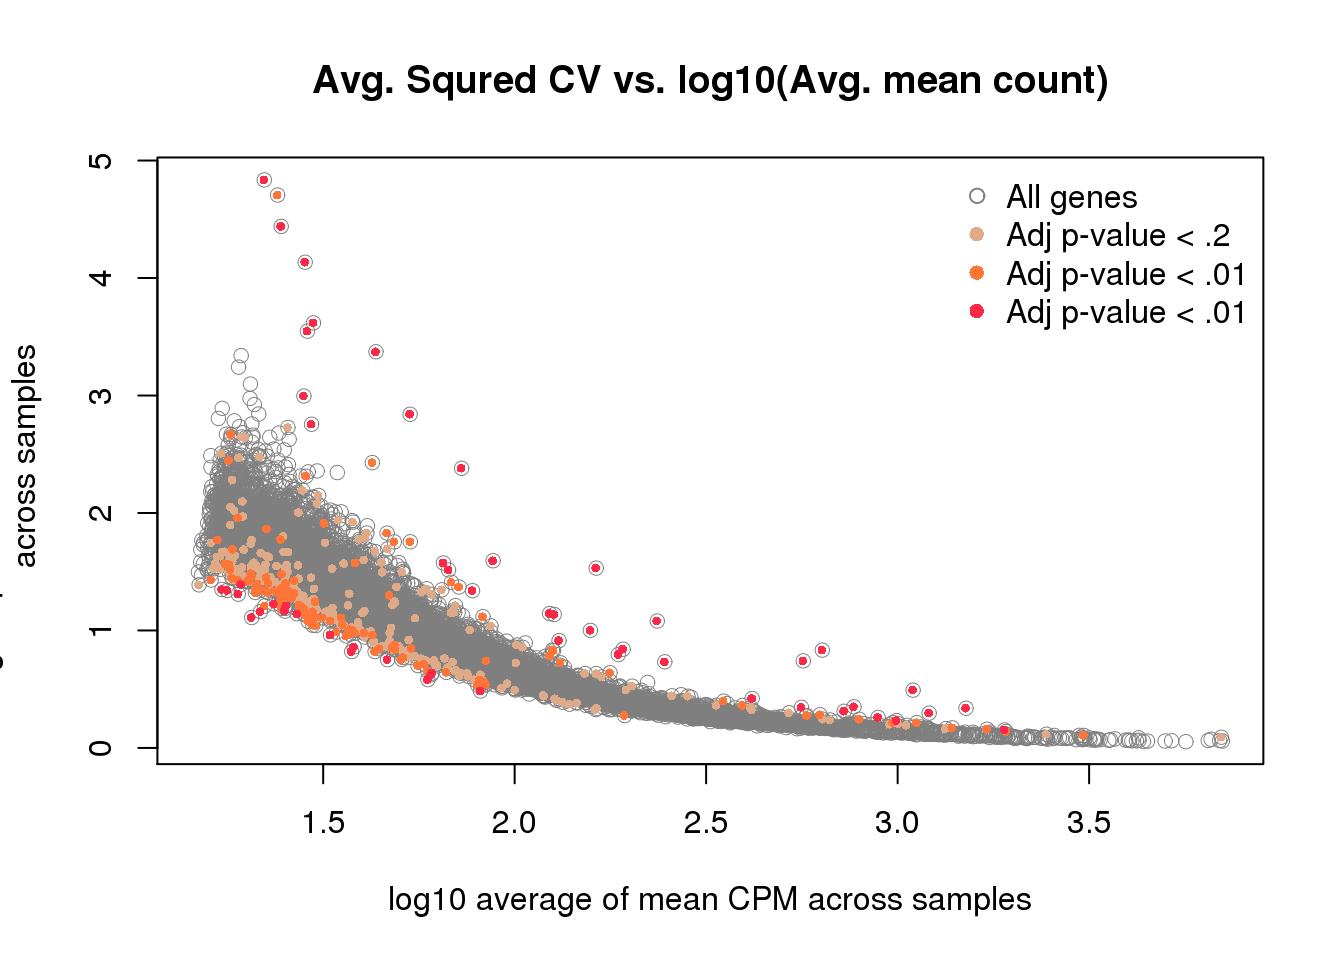 Avg. Squred CV vs. log10(Avg. mean count)
All genes
Adj p-value < .2
Adj p-value < .01
Adj p-value < .01
across samples
5
4
3
2
1
0
1.5 2.0 2.5 3.0 3.5
log10 average of mean CPM across samples